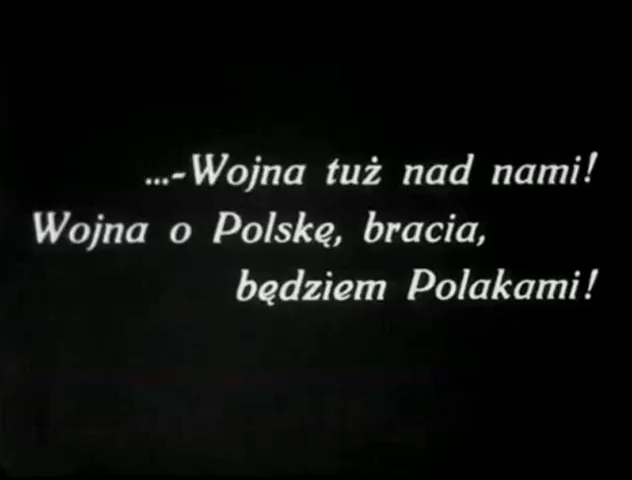 ...-Wojna tuż nad nami!
Wojna o Polskę, bracia,
będziem Polakami!